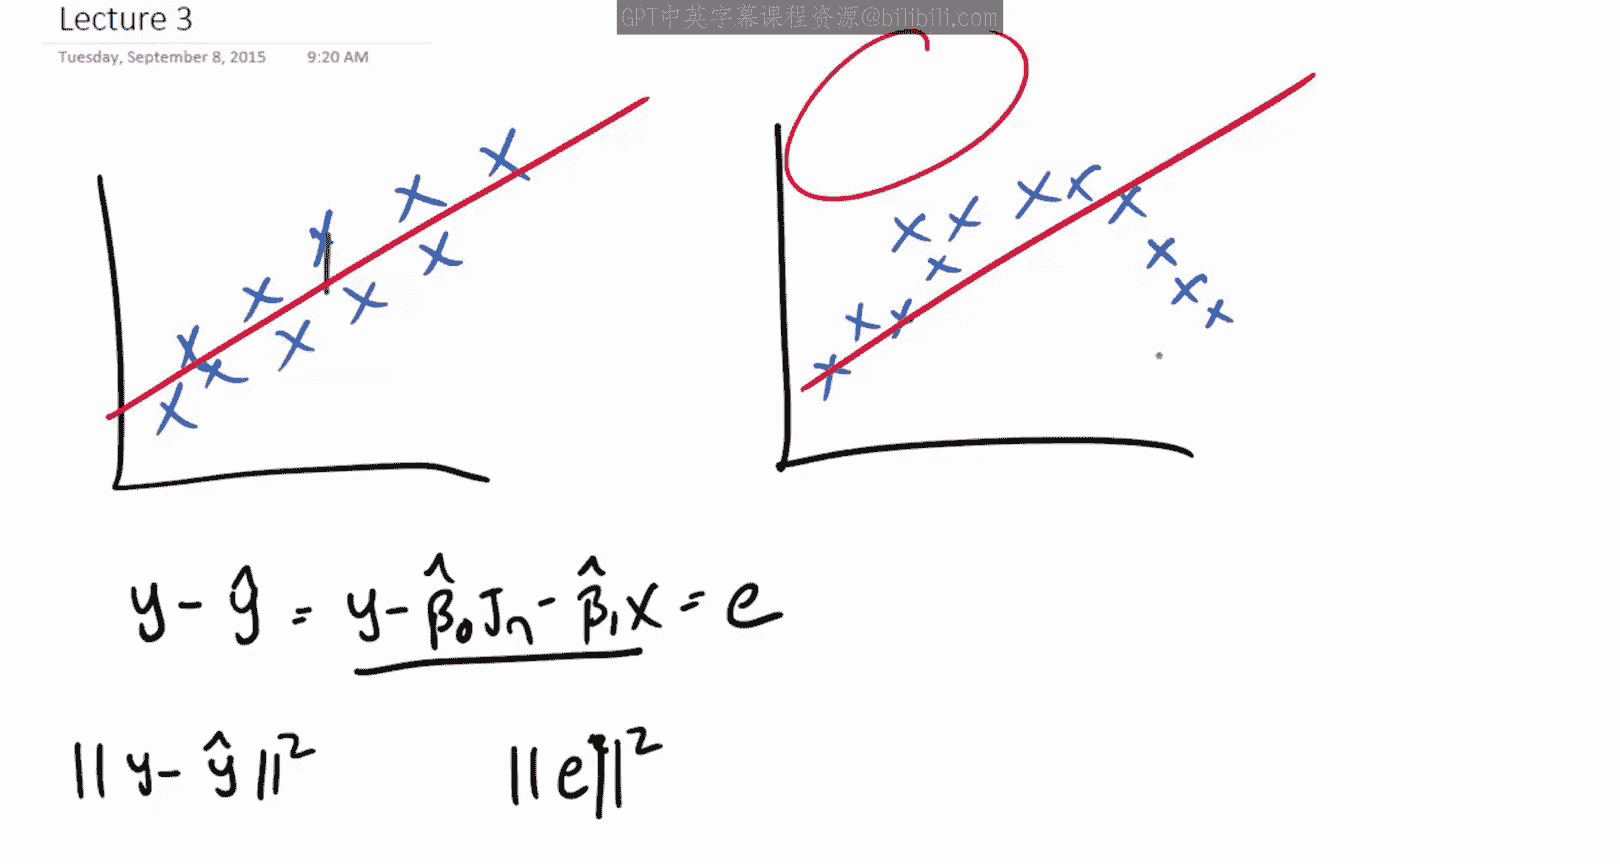 Lecture 3
GPT中英字幕课程资源@bilibili.com
Tuesday, September 8, 2015 9:20 AM
y - ŷ = y - β̂₀Jₙ - β̂₁x = e
||y - ŷ||² ||e||²